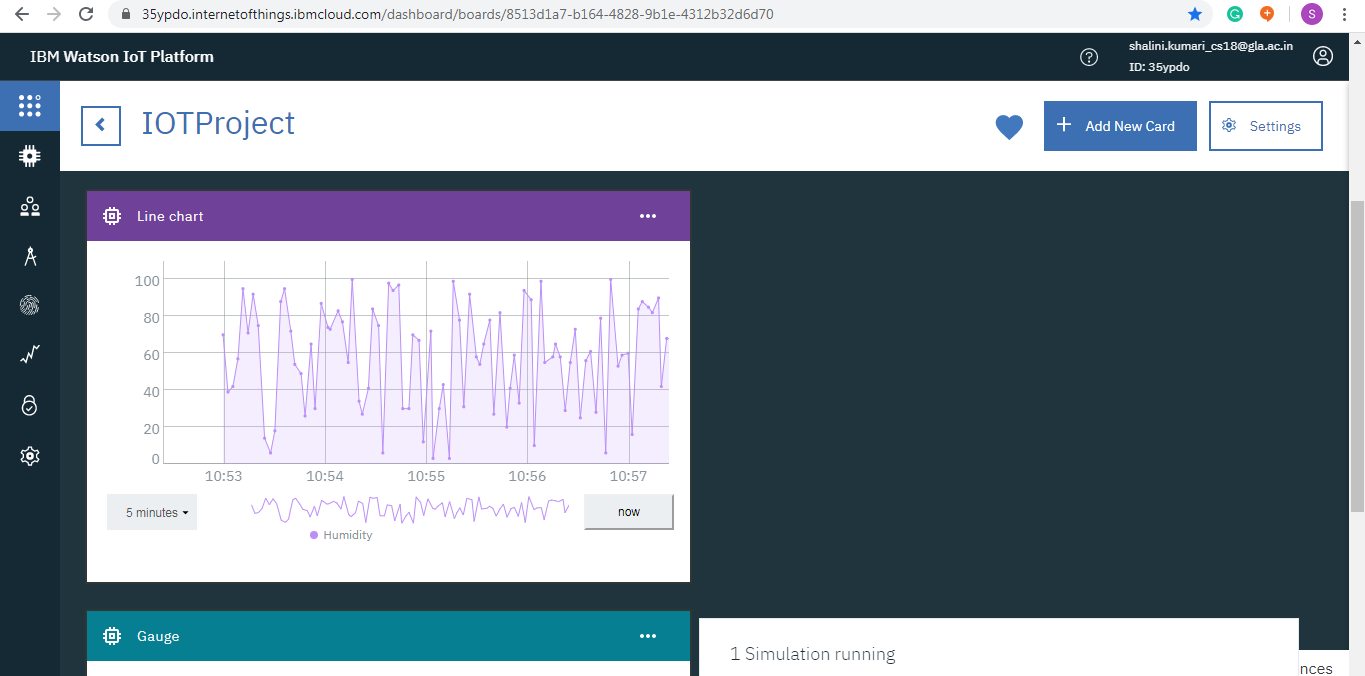 35ypdo.internetofthings.ibmcloud.com/dashboard/boards/8513d1a7-b164-4828-9b1e-4312b32d6d70
S
IBM Watson IoT Platform
shalini.kumari_cs18@gla.ac.in
ID: 35ypdo
IOTProject
Add New Card
Settings
Line chart
100
80
60
40
20
0
10:53 10:54 10:55 10:56 10:57
5 minutes
now
Humidity
Gauge
1 Simulation running
nces